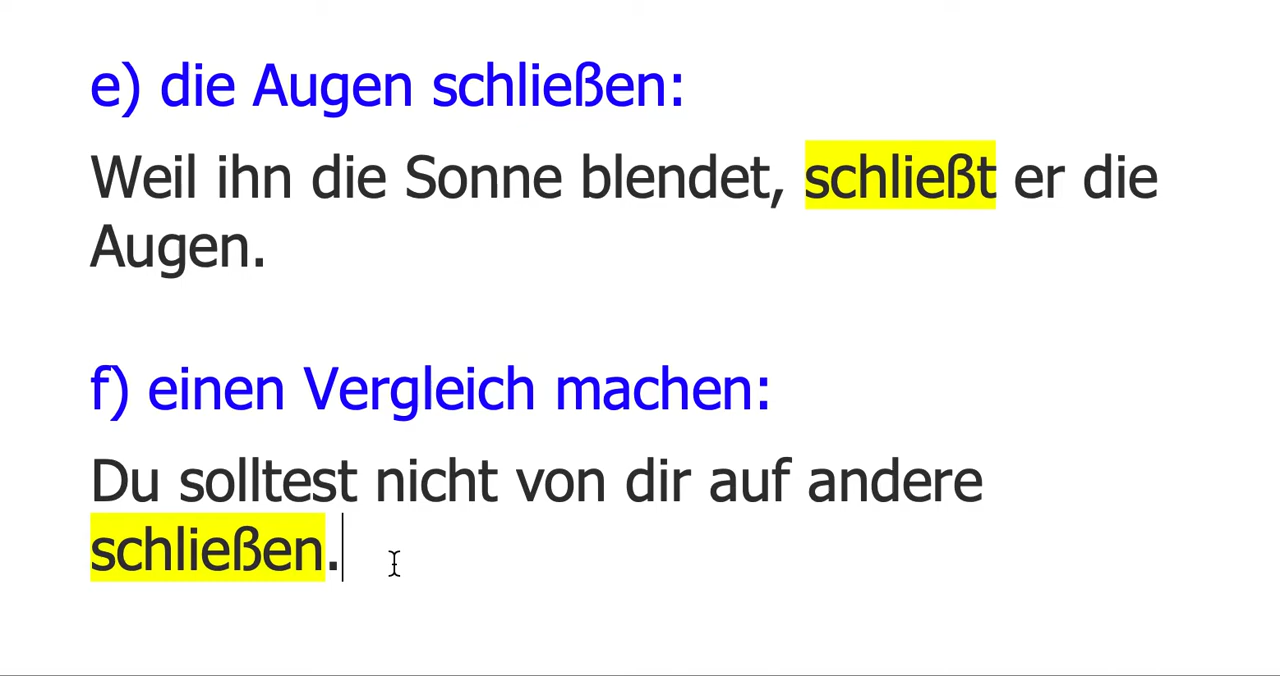 e) die Augen schließen:
Weil ihn die Sonne blendet, schließt er die
Augen.
f) einen Vergleich machen:
Du solltest nicht von dir auf andere
schließen.